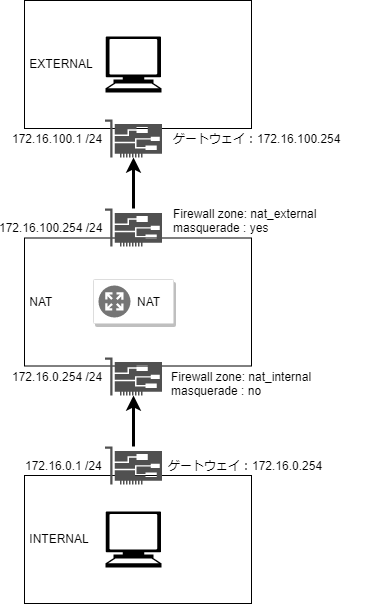 EXTERNAL
172.16.100.1 /24
ゲートウェイ：172.16.100.254
172.16.100.254 /24
Firewall zone: nat_external
masquerade : yes
NAT
NAT
172.16.0.254 /24
Firewall zone: nat_internal
masquerade : no
172.16.0.1 /24
ゲートウェイ：172.16.0.254
INTERNAL